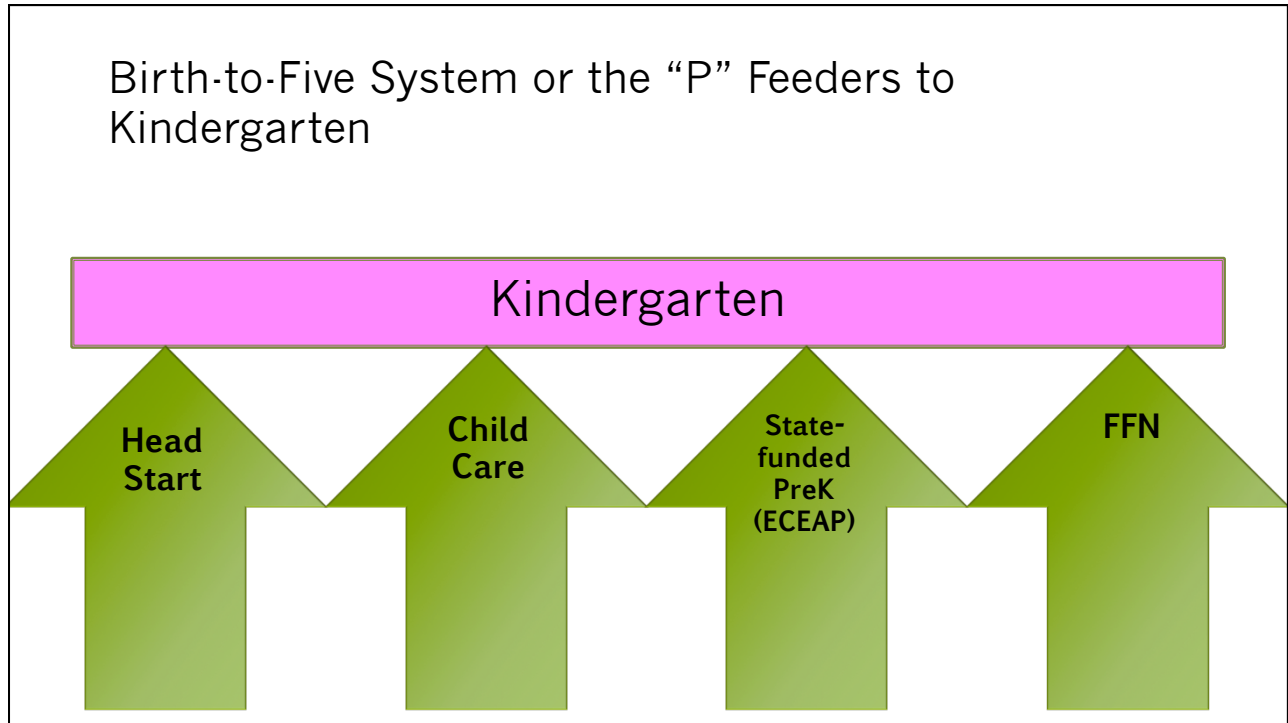 Birth-to-Five System or the “P” Feeders to
Kindergarten
Kindergarten
Head
Start
Child
Care
State-
funded
PreK
(ECEAP)
FFN